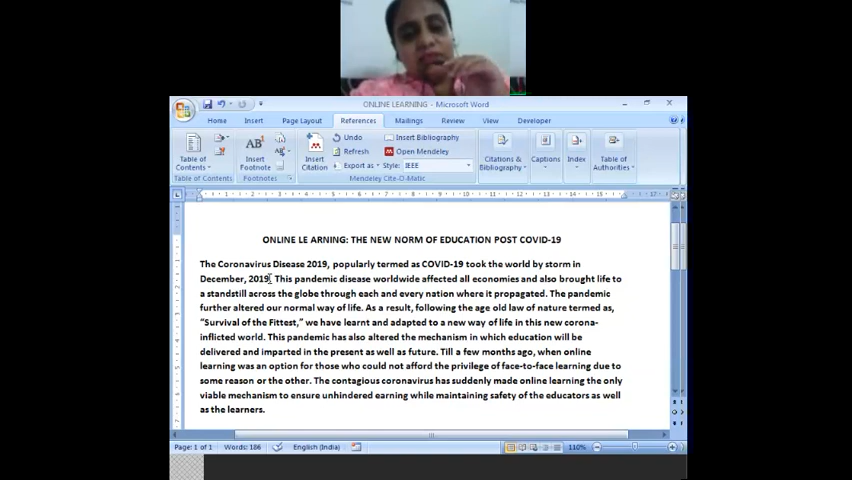 ONLINE LEARNING - Microsoft Word
Home Insert Page Layout References Mailings Review View Developer
Table of Contents
AB
Insert Footnote
Insert Citation
Undo
Refresh
Export as
Insert Bibliography
Open Mendeley
Style: IEEE
Citations & Bibliography
Captions
Index
Table of Authorities
Table of Contents Footnotes Mendeley Cite-O-Matic
ONLINE LE ARNING: THE NEW NORM OF EDUCATION POST COVID-19
The Coronavirus Disease 2019, popularly termed as COVID-19 took the world by storm in
December, 2019. This pandemic disease worldwide affected all economies and also brought life to
a standstill across the globe through each and every nation where it propagated. The pandemic
further altered our normal way of life. As a result, following the age old law of nature termed as,
“Survival of the Fittest,” we have learnt and adapted to a new way of life in this new corona-
inflicted world. This pandemic has also altered the mechanism in which education will be
delivered and imparted in the present as well as future. Till a few months ago, when online
learning was an option for those who could not afford the privilege of face-to-face learning due to
some reason or the other. The contagious coronavirus has suddenly made online learning the only
viable mechanism to ensure unhindered earning while maintaining safety of the educators as well
as the learners.
Page: 1 of 1 Words: 186 English (India) 110%